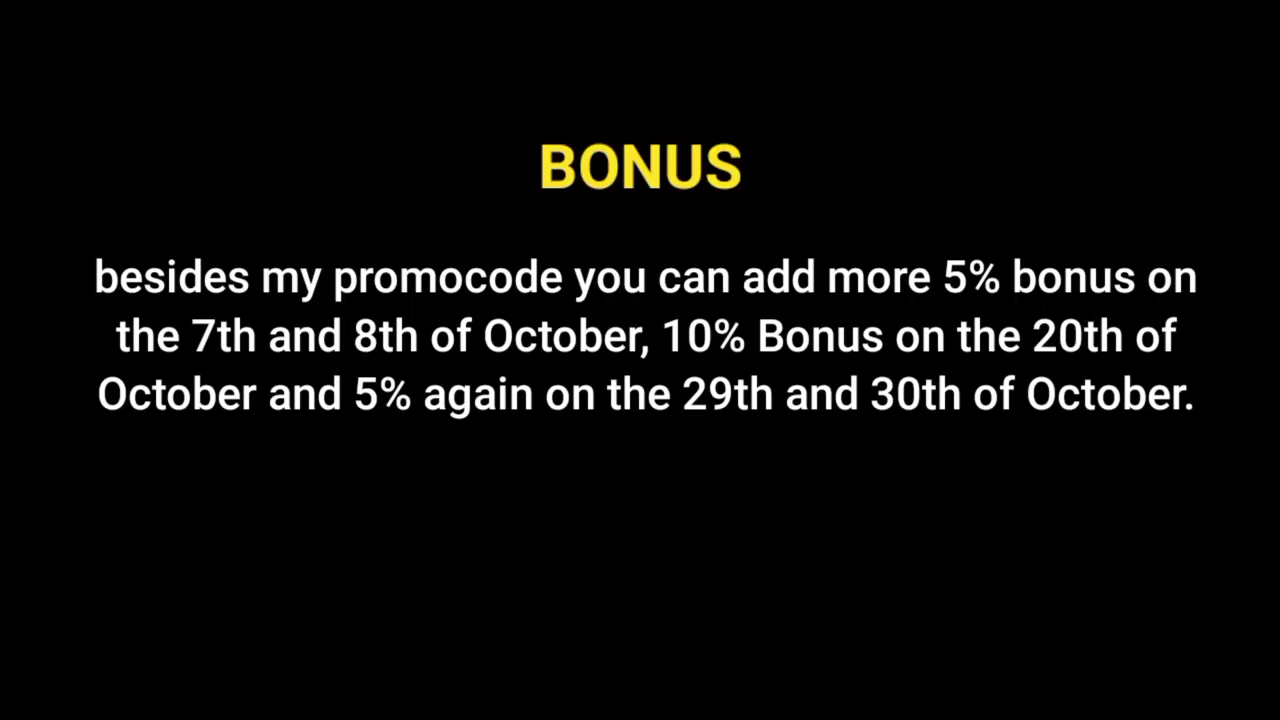 BONUS
besides my promocode you can add more 5% bonus on
the 7th and 8th of October, 10% Bonus on the 20th of
October and 5% again on the 29th and 30th of October.